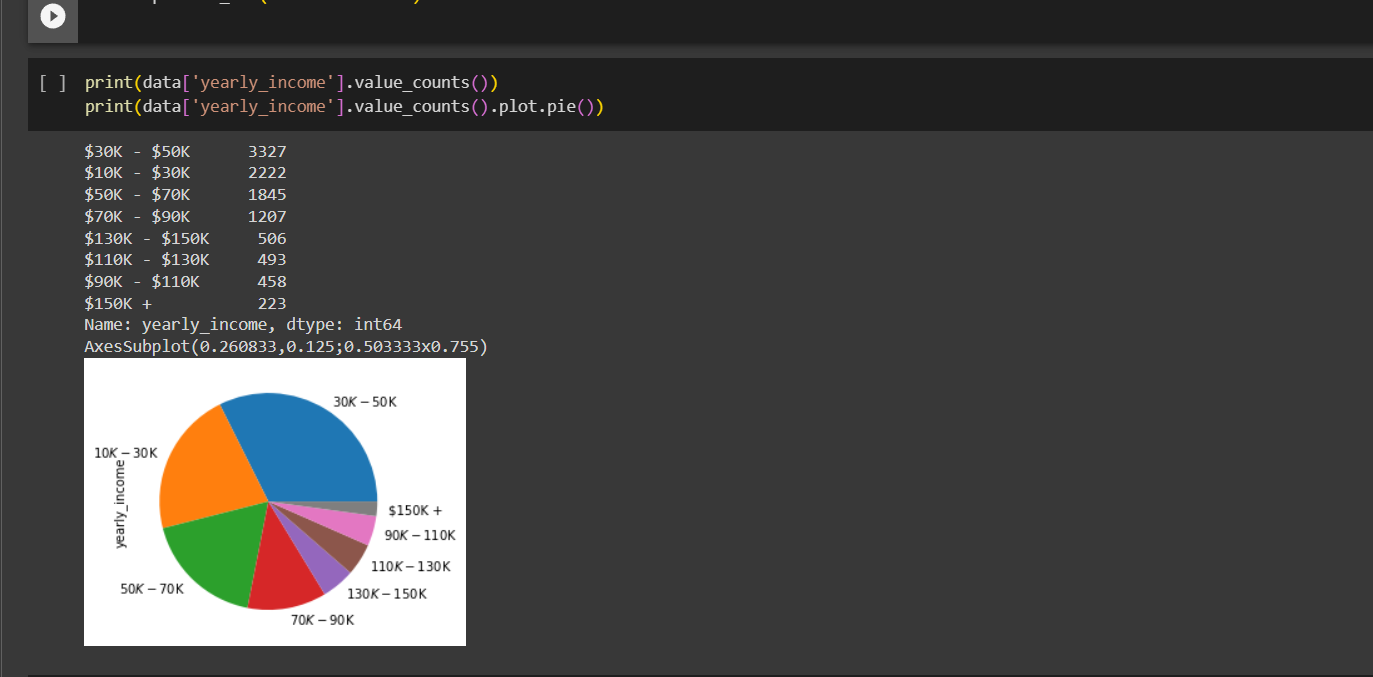 [ ] print(data['yearly_income'].value_counts())
print(data['yearly_income'].value_counts().plot.pie())
$30K - $50K 3327
$10K - $30K 2222
$50K - $70K 1845
$70K - $90K 1207
$130K - $150K 506
$110K - $130K 493
$90K - $110K 458
$150K + 223
Name: yearly_income, dtype: int64
AxesSubplot(0.260833,0.125;0.503333x0.755)
30K − 50K
10K − 30K
yearly_income
$150K +
90K − 110K
110K − 130K
50K − 70K
130K − 150K
70K − 90K